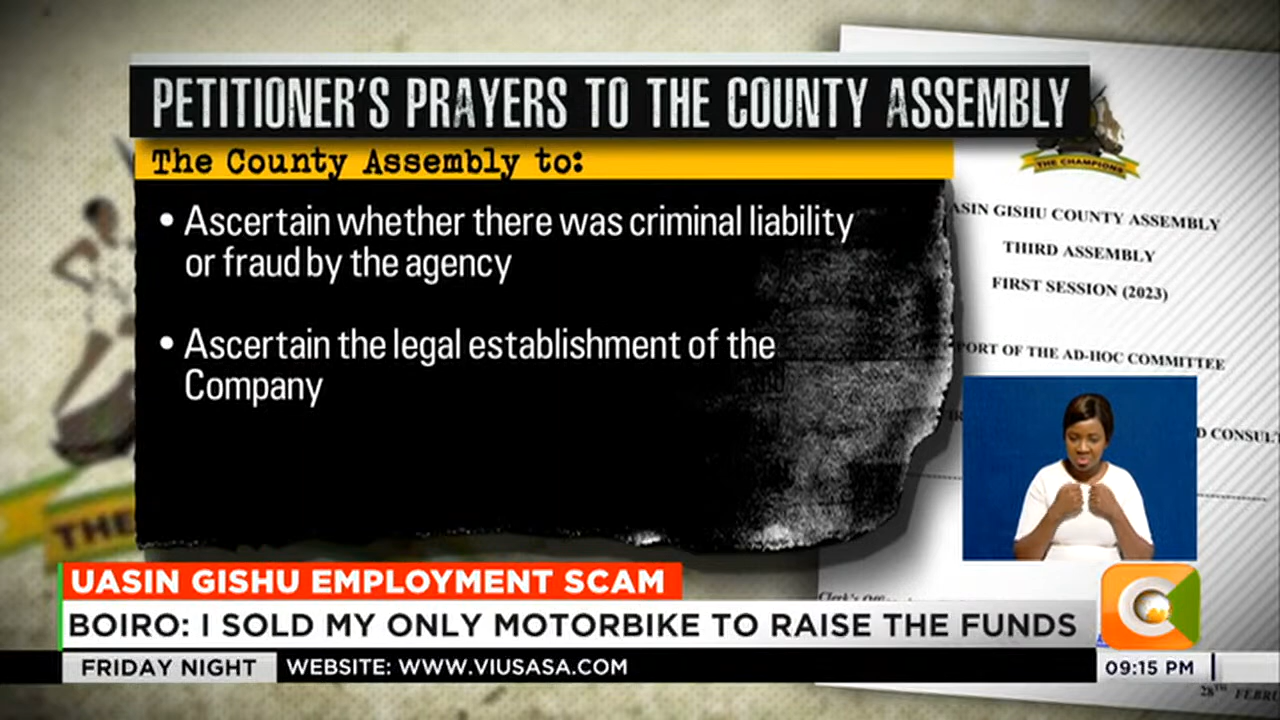 PETITIONER'S PRAYERS TO THE COUNTY ASSEMBLY
The County Assembly to:
• Ascertain whether there was criminal liability
or fraud by the agency
• Ascertain the legal establishment of the
Company
THE CHAMPIONS
GISHU COUNTY ASSEMBLY
THIRD ASSEMBLY
FIRST SESSION (2023)
OF THE AD-HOC COMMITTEE
THE
Clerk's
UASIN GISHU EMPLOYMENT SCAM
BOIRO: I SOLD MY ONLY MOTORBIKE TO RAISE THE FUNDS
FRIDAY NIGHT
WEBSITE: WWW.VIUSASA.COM
09:15 PM
28TH